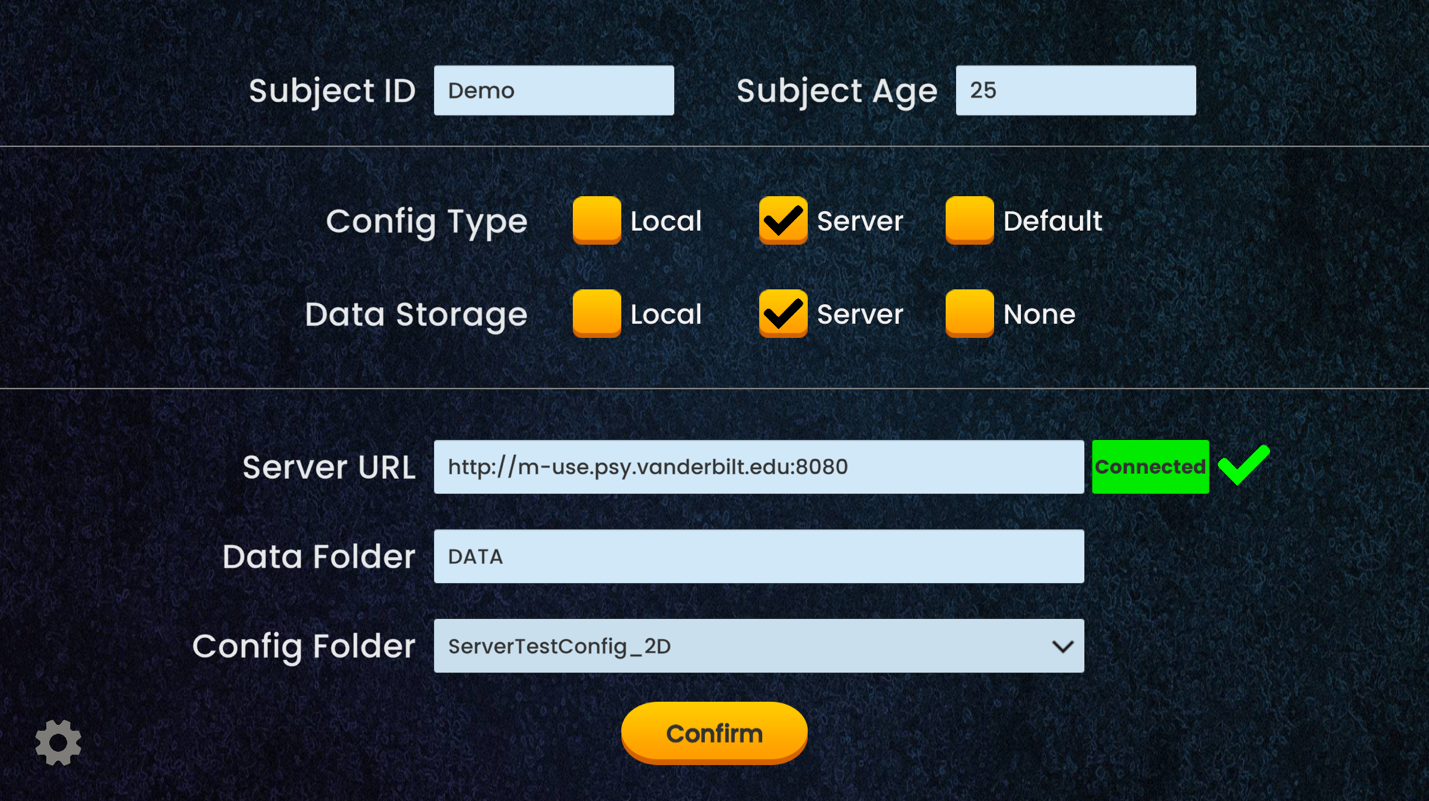 Subject ID Demo Subject Age 25
Config Type Local Server Default
Data Storage Local Server None
Server URL http://m-use.psy.vanderbilt.edu:8080 Connected
Data Folder DATA
Config Folder ServerTestConfig_2D
Confirm